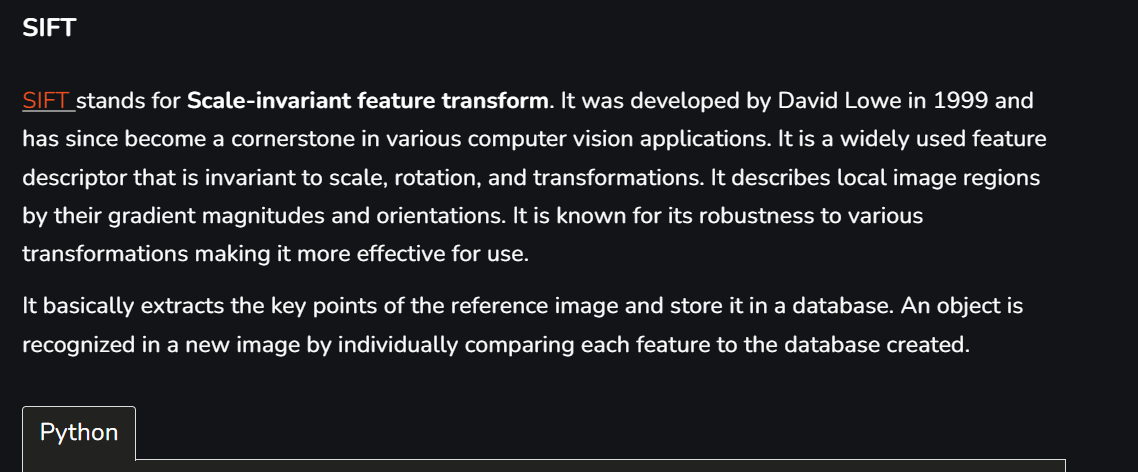 SIFT
SIFT stands for Scale-invariant feature transform. It was developed by David Lowe in 1999 and
has since become a cornerstone in various computer vision applications. It is a widely used feature
descriptor that is invariant to scale, rotation, and transformations. It describes local image regions
by their gradient magnitudes and orientations. It is known for its robustness to various
transformations making it more effective for use.
It basically extracts the key points of the reference image and store it in a database. An object is
recognized in a new image by individually comparing each feature to the database created.
Python